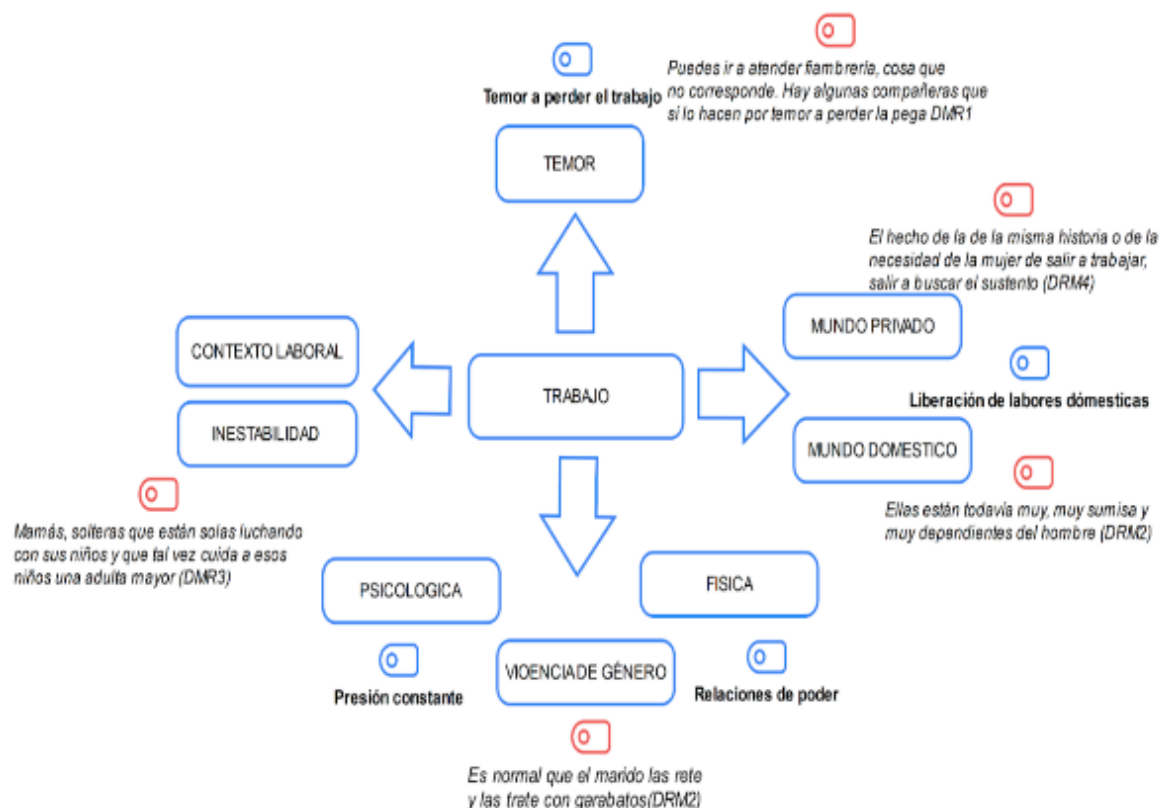 Puedes ir a atender fiambrería, cosa que
no corresponde. Hay algunas compañeras que
si lo hacen por temor a perder la pega DMR1
Temor a perder el trabajo
TEMOR
El hecho de la de la misma historia o de la
necesidad de la mujer de salir a trabajar,
salir a buscar el sustento (DRM4)
MUNDO PRIVADO
CONTEXTO LABORAL
TRABAJO
Liberación de labores dómesticas
INESTABILIDAD
MUNDO DOMESTICO
Ellas están todavía muy, muy sumisa y
muy dependientes del hombre (DRM2)
Mamás, solteras que están solas luchando
con sus niños y que tal vez cuida a esos
niños una adulta mayor (DMR3)
PSICOLOGICA
FISICA
VIOENCIA DE GÉNERO
Presión constante
Relaciones de poder
Es normal que el marido las rete
y las trate con garabatos(DRM2)